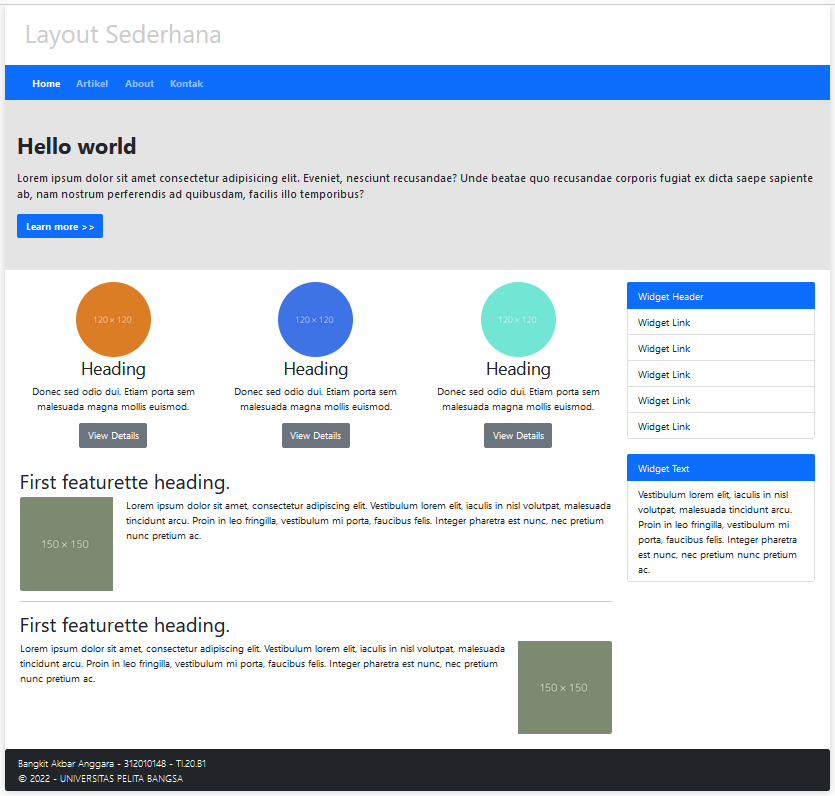 Layout Sederhana
Home Artikel About Kontak
Hello world
Lorem ipsum dolor sit amet consectetur adipisicing elit. Eveniet, nesciunt recusandae? Unde beatae quo recusandae corporis fugiat ex dicta saepe sapiente
ab, nam nostrum perferendis ad quibusdam, facilis illo temporibus?
Learn more >>
120 × 120
Heading
Donec sed odio dui. Etiam porta sem
malesuada magna mollis euismod.
View Details
120 × 120
Heading
Donec sed odio dui. Etiam porta sem
malesuada magna mollis euismod.
View Details
120 × 120
Heading
Donec sed odio dui. Etiam porta sem
malesuada magna mollis euismod.
View Details
First featurette heading.
150 × 150
Lorem ipsum dolor sit amet, consectetur adipiscing elit. Vestibulum lorem elit, iaculis in nisl volutpat, malesuada
tincidunt arcu. Proin in leo fringilla, vestibulum mi porta, faucibus felis. Integer pharetra est nunc, nec pretium
nunc pretium ac.
First featurette heading.
Lorem ipsum dolor sit amet, consectetur adipiscing elit. Vestibulum lorem elit, iaculis in nisl volutpat, malesuada
tincidunt arcu. Proin in leo fringilla, vestibulum mi porta, faucibus felis. Integer pharetra est nunc, nec pretium
nunc pretium ac.
150 × 150
Widget Header
Widget Link
Widget Link
Widget Link
Widget Link
Widget Link
Widget Text
Vestibulum lorem elit, iaculis in nisl
volutpat, malesuada tincidunt arcu.
Proin in leo fringilla, vestibulum mi
porta, faucibus felis. Integer pharetra
est nunc, nec pretium nunc pretium
ac.
Bangkit Akbar Anggara - 312010148 - TI.20.B1
© 2022 - UNIVERSITAS PELITA BANGSA